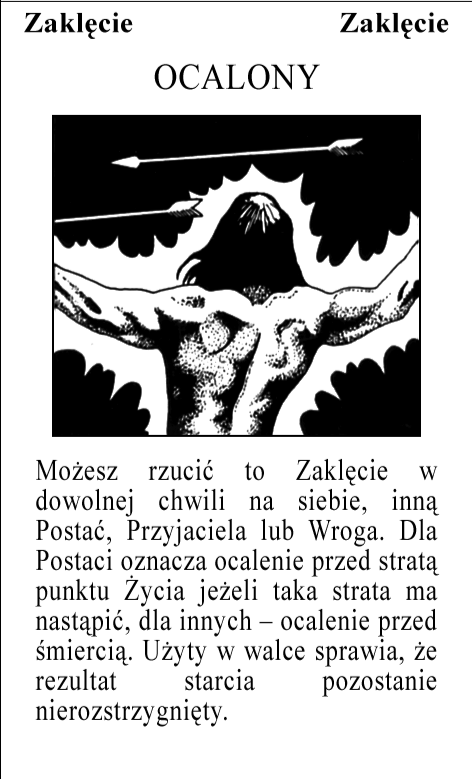 Zaklęcie Zaklęcie
OCALONY
Możesz rzucić to Zaklęcie w
dowolnej chwili na siebie, inną
Postać, Przyjaciela lub Wroga. Dla
Postaci oznacza ocalenie przed stratą
punktu Życia jeżeli taka strata ma
nastąpić, dla innych – ocalenie przed
śmiercią. Użyty w walce sprawia, że
rezultat starcia pozostanie
nierozstrzygnięty.